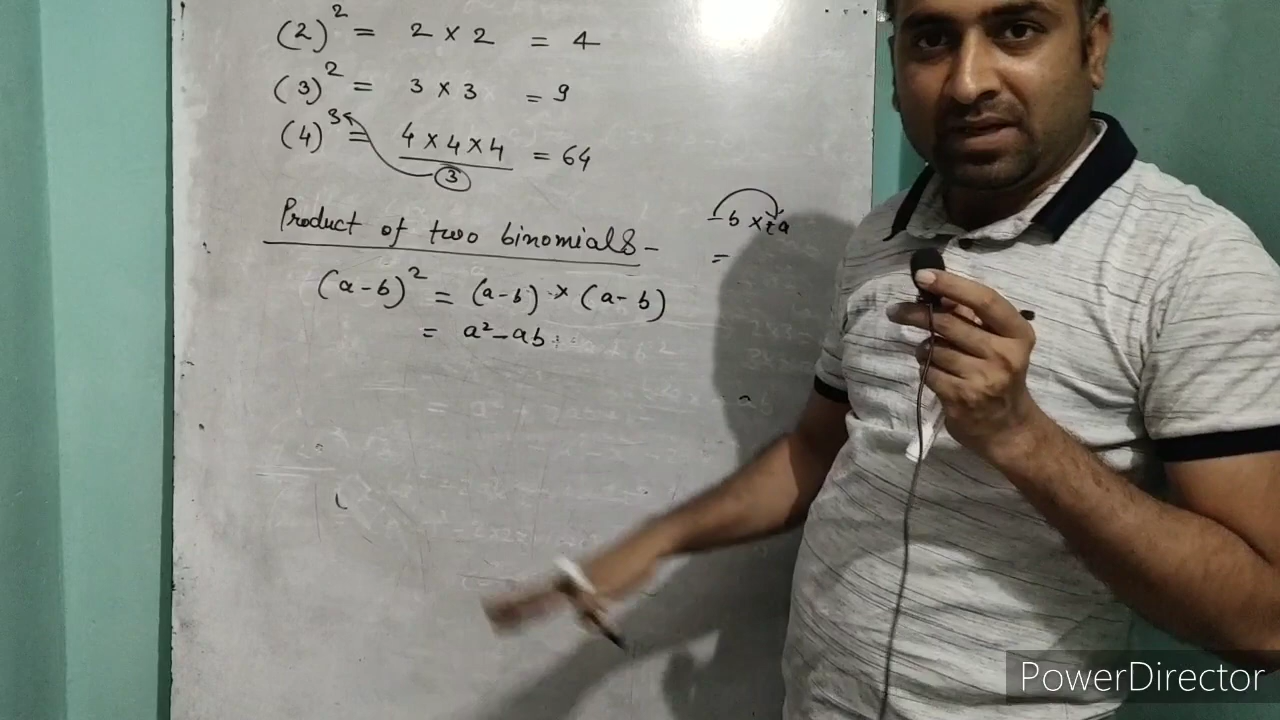 (2)² = 2 × 2 = 4
(3)² = 3 × 3 = 9
(4)³ = 4 × 4 × 4 = 64
3
Product of two binomials -
-b × +a
=
(a-b)² = (a-b) × (a-b)
= a² - ab
PowerDirector